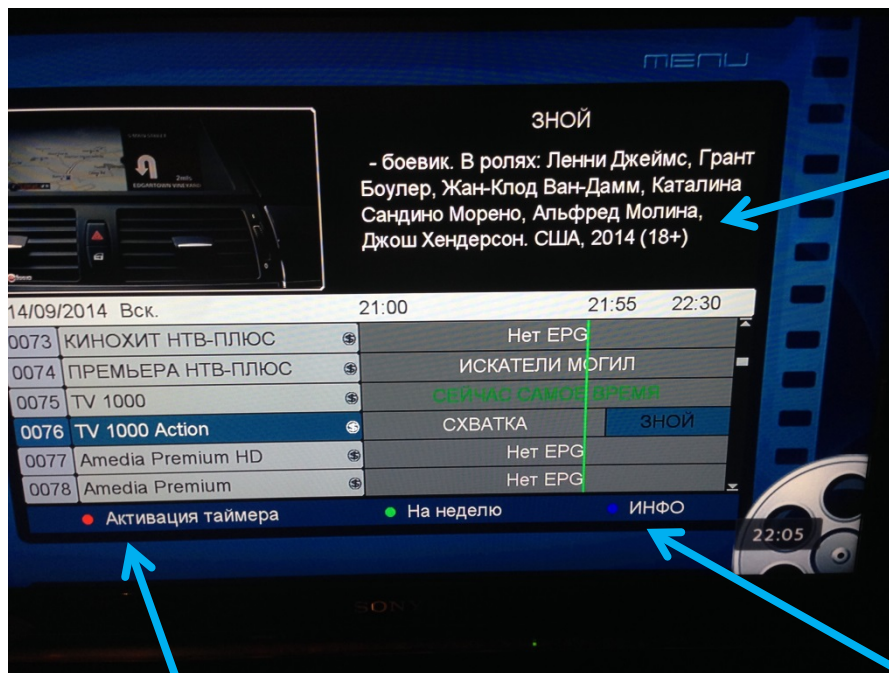 MENU
ЗНОЙ
- боевик. В ролях: Ленни Джеймс, Грант
Боулер, Жан-Клод Ван-Дамм, Каталина
Сандино Морено, Альфред Молина,
Джош Хендерсон. США, 2014 (18+)
2mls
EDGARTOWN VINEYARD
14/09/2014 Вск. 21:00 21:55 22:30
0073 КИНОХИТ НТВ-ПЛЮС Нет EPG
0074 ПРЕМЬЕРА НТВ-ПЛЮС ИСКАТЕЛИ МОГИЛ
0075 TV 1000 СЕЙЧАС САМОЕ ВРЕМЯ
0076 TV 1000 Action СХВАТКА ЗНОЙ
0077 Amedia Premium HD Нет EPG
0078 Amedia Premium Нет EPG
Активация таймера На неделю ИНФО
22:05
SONY